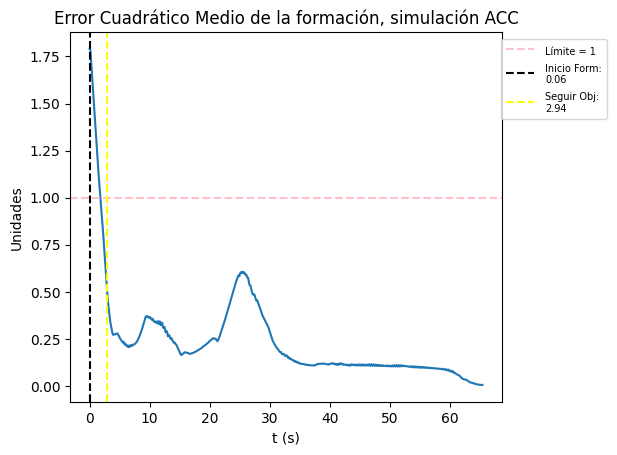 Error Cuadrático Medio de la formación, simulación ACC
Límite = 1
Inicio Form:
0.06
Seguir Obj:
2.94
1.75
1.50
1.25
1.00
0.75
0.50
0.25
0.00
Unidades
0
10
20
30
40
50
60
t (s)